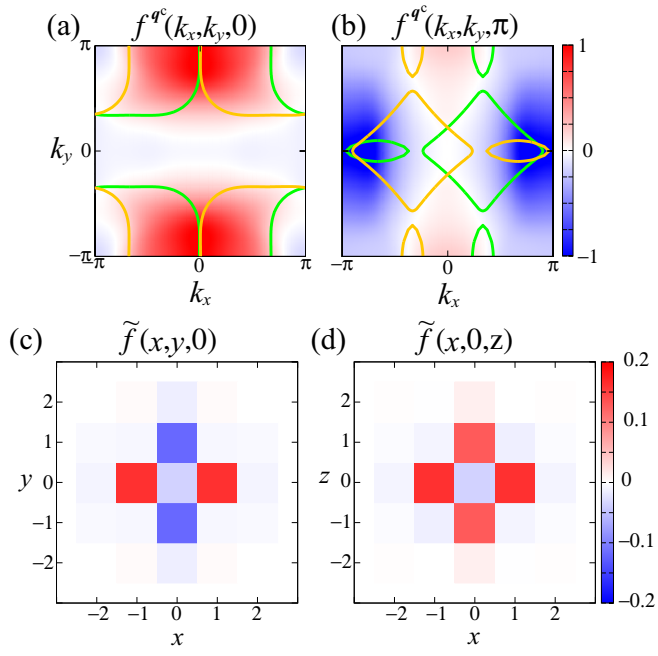 (a) f^{q^c}(k_x,k_y,0) (b) f^{q^c}(k_x,k_y,π)
π 1
k_y 0 0
−π −1
−π 0 π −π 0 π
k_x k_x
(c) f̃(x,y,0) (d) f̃(x,0,z)
0.2
2 2
1 1 0.1
y 0 z 0 0
−1 −1 −0.1
−2 −2
−0.2
−2 −1 0 1 2 −2 −1 0 1 2
x x